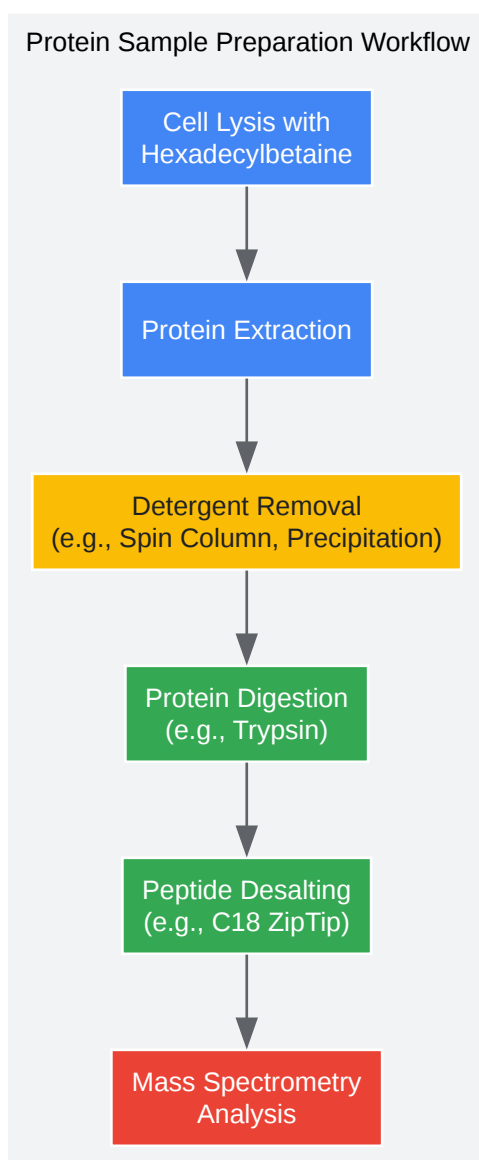 Protein Sample Preparation Workflow
Cell Lysis with
Hexadecylbetaine
Protein Extraction
Detergent Removal
(e.g., Spin Column, Precipitation)
Protein Digestion
(e.g., Trypsin)
Peptide Desalting
(e.g., C18 ZipTip)
Mass Spectrometry
Analysis